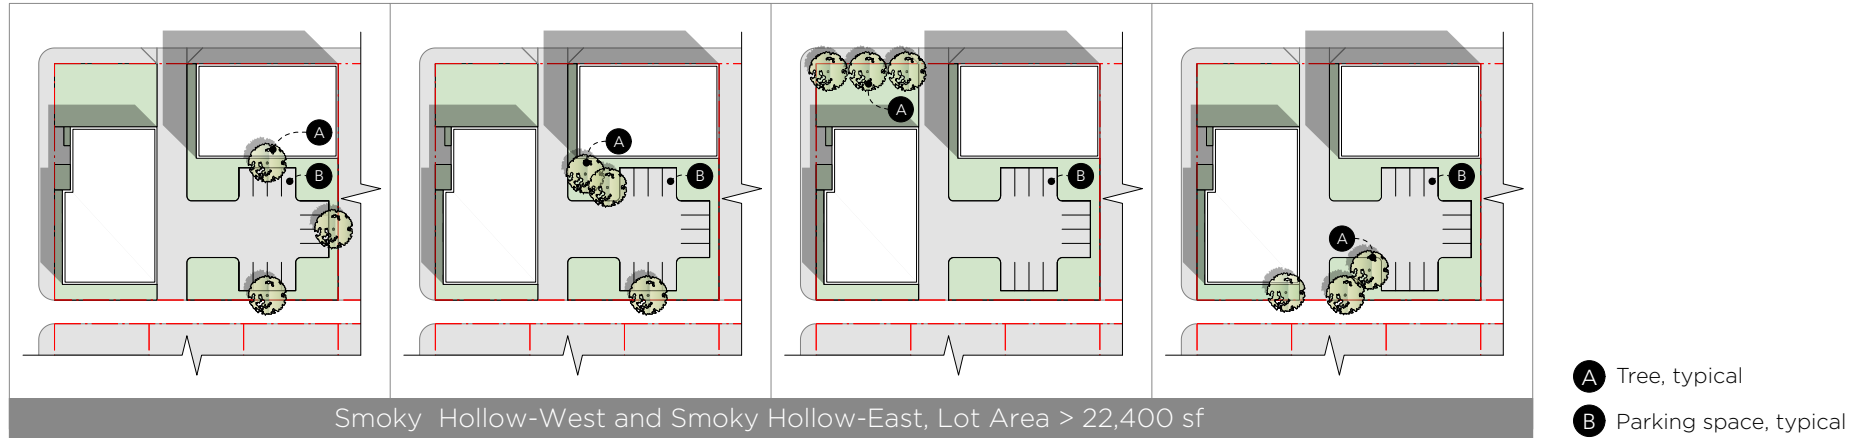 A
B
A
B
A
B
A
B
Smoky Hollow-West and Smoky Hollow-East, Lot Area > 22,400 sf
A Tree, typical
B Parking space, typical